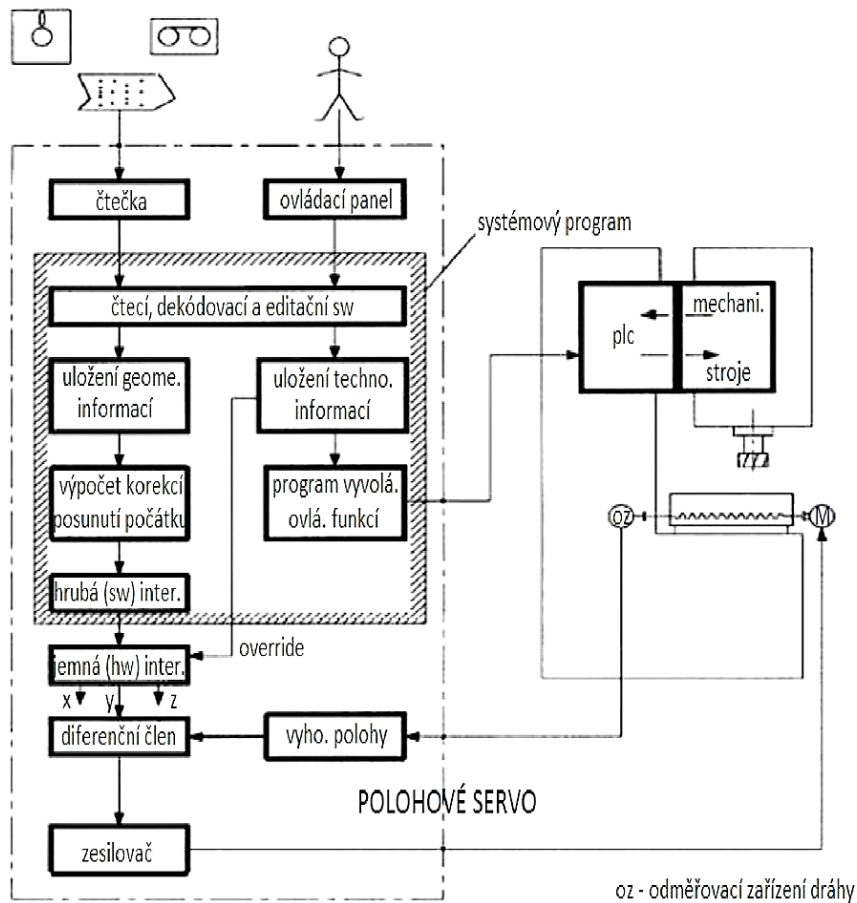 čtečka
ovládací panel
systémový program
čtecí, dekódovací a editační sw
plc
mechani.
stroje
uložení geome.
informací
uložení techno.
informací
výpočet korekcí
posunutí počátku
program vyvolá.
ovlá. funkcí
oz
M
hrubá (sw) inter.
override
jemná (hw) inter.
x
y
z
diferenční člen
vyho. polohy
POLOHOVÉ SERVO
zesilovač
oz - odměřovací zařízení dráhy